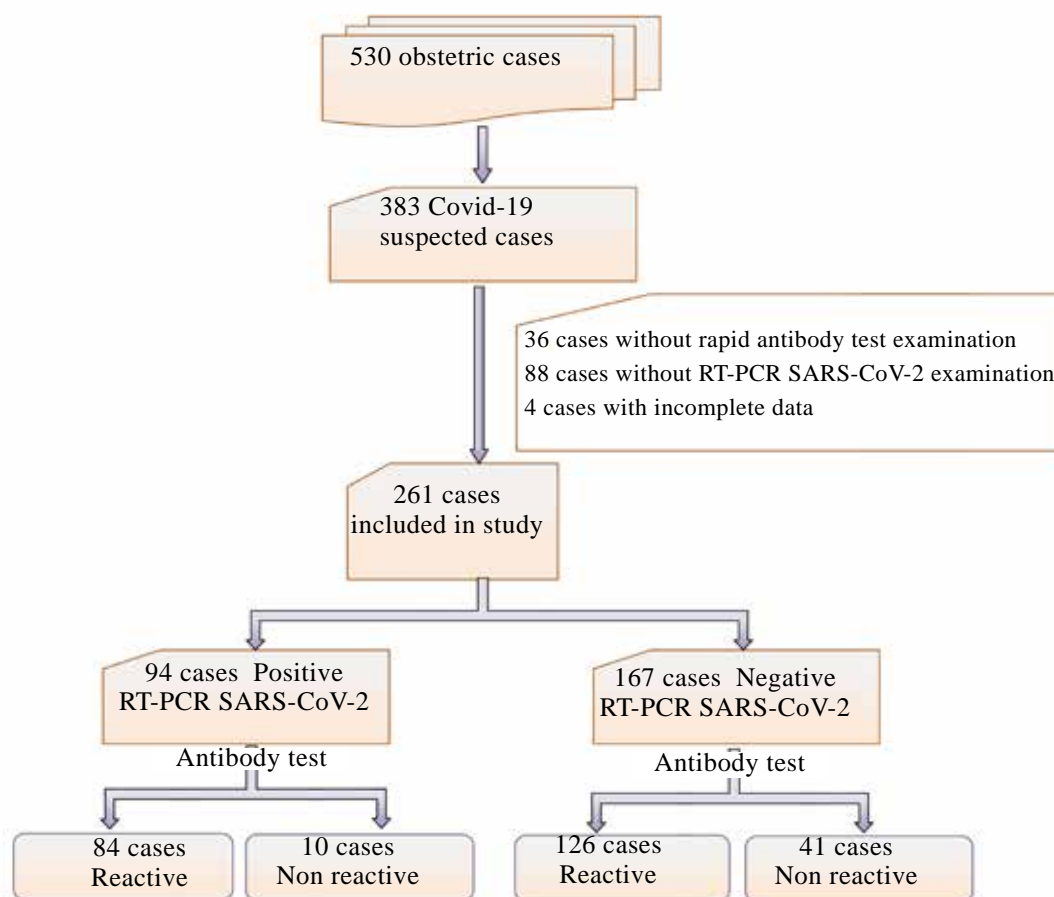 530 obstetric cases
383 Covid-19
suspected cases
36 cases without rapid antibody test examination
88 cases without RT-PCR SARS-CoV-2 examination
4 cases with incomplete data
261 cases
included in study
94 cases Positive
RT-PCR SARS-CoV-2
167 cases Negative
RT-PCR SARS-CoV-2
Antibody test
Antibody test
84 cases
Reactive
10 cases
Non reactive
126 cases
Reactive
41 cases
Non reactive